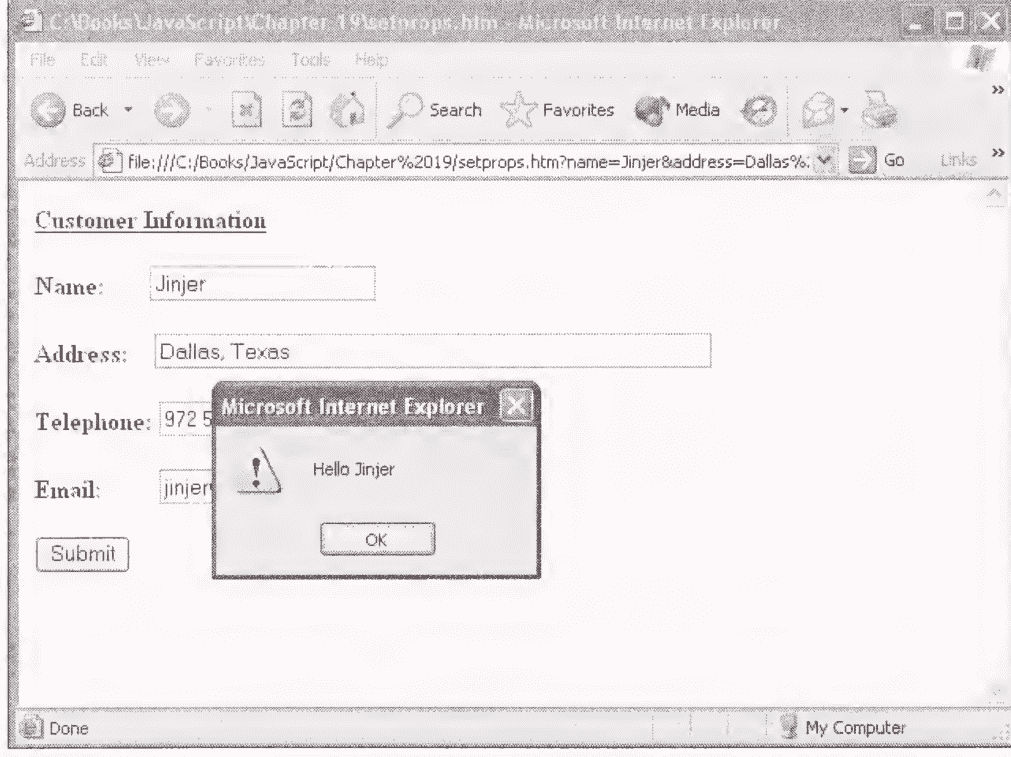 C:\Books\JavaScript\Chapter 19\setprops.htm - Microsoft Internet Explorer
File Edit View Favorites Tools Help
Back Search Favorites Media
Address file:///C:/Books/JavaScript/Chapter%2019/setprops.htm?name=Jinjer&address=Dallas%: Go Links
Customer Information
Name: Jinjer
Address: Dallas, Texas
Telephone: 972 5
Email: jinjer
Submit
Microsoft Internet Explorer
Hello Jinjer
OK
Done My Computer